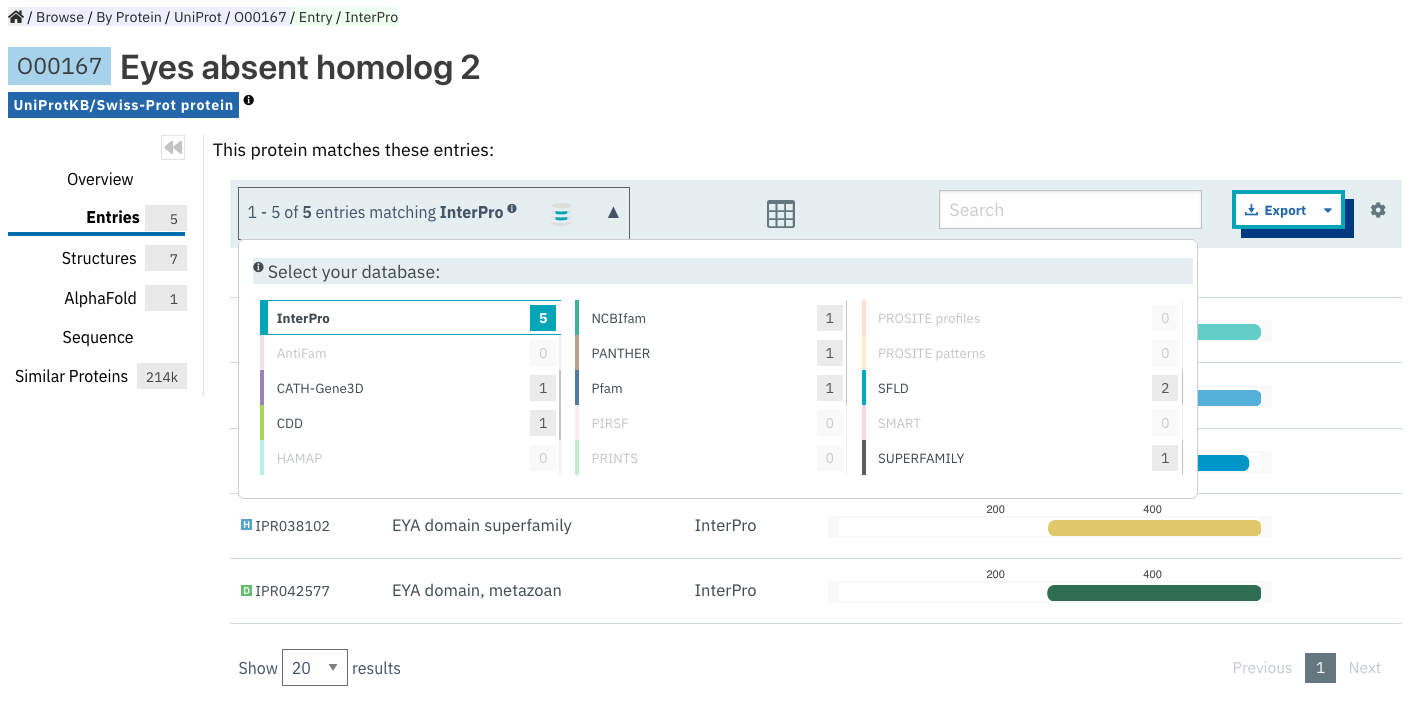 / Browse / By Protein / UniProt / O00167 / Entry / InterPro
O00167 Eyes absent homolog 2
UniProtKB/Swiss-Prot protein
This protein matches these entries:
Overview
Entries 5
Structures 7
AlphaFold 1
Sequence
Similar Proteins 214k
1 - 5 of 5 entries matching InterPro
Search
Export
Select your database:
InterPro 5
AntiFam 0
CATH-Gene3D 1
CDD 1
HAMAP 0
NCBIfam 1
PANTHER 1
Pfam 1
PIRSF 0
PRINTS 0
PROSITE profiles 0
PROSITE patterns 0
SFLD 2
SMART 0
SUPERFAMILY 1
200 400
H IPR038102 EYA domain superfamily InterPro
200 400
D IPR042577 EYA domain, metazoan InterPro
Show 20 results
Previous 1 Next